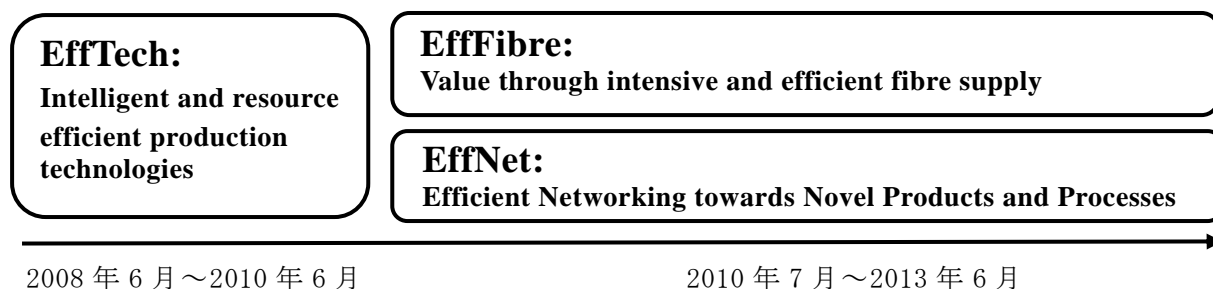 EffTech:
Intelligent and resource
efficient production
technologies
EffFibre:
Value through intensive and efficient fibre supply
EffNet:
Efficient Networking towards Novel Products and Processes
2008 年 6 月～2010 年 6 月
2010 年 7 月～2013 年 6 月